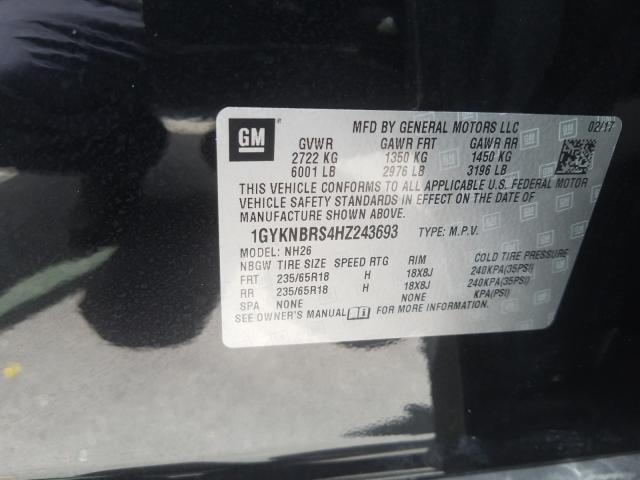 GM
MFD BY GENERAL MOTORS LLC 02/17
GVWR GAWR FRT GAWR RR
2722 KG 1350 KG 1450 KG
6001 LB 2976 LB 3196 LB
THIS VEHICLE CONFORMS TO ALL APPLICABLE U.S. FEDERAL MOTOR
VEHICLE SAFETY STANDARDS IN EFFECT ON THE DATE OF
MANUFACTURE SHOWN ABOVE.
1GYKNBRS4HZ243693 TYPE: M.P.V.
MODEL: NH26
NBGW TIRE SIZE SPEED RTG RIM COLD TIRE PRESSURE
FRT 235/65R18 H 18X8J 240KPA(35PSI)
RR 235/65R18 H 18X8J 240KPA(35PSI)
SPA NONE NONE KPA(PSI)
SEE OWNER'S MANUAL FOR MORE INFORMATION.